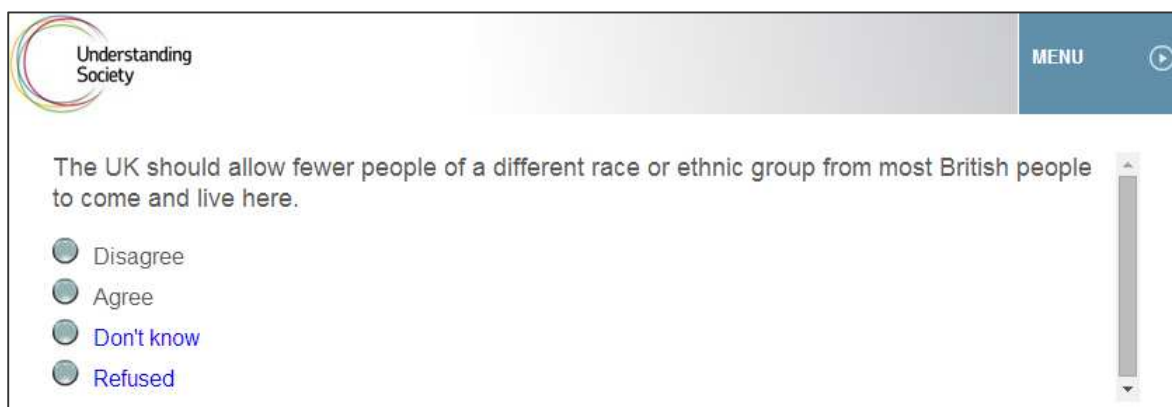 Understanding
Society
MENU
The UK should allow fewer people of a different race or ethnic group from most British people
to come and live here.
Disagree
Agree
Don't know
Refused